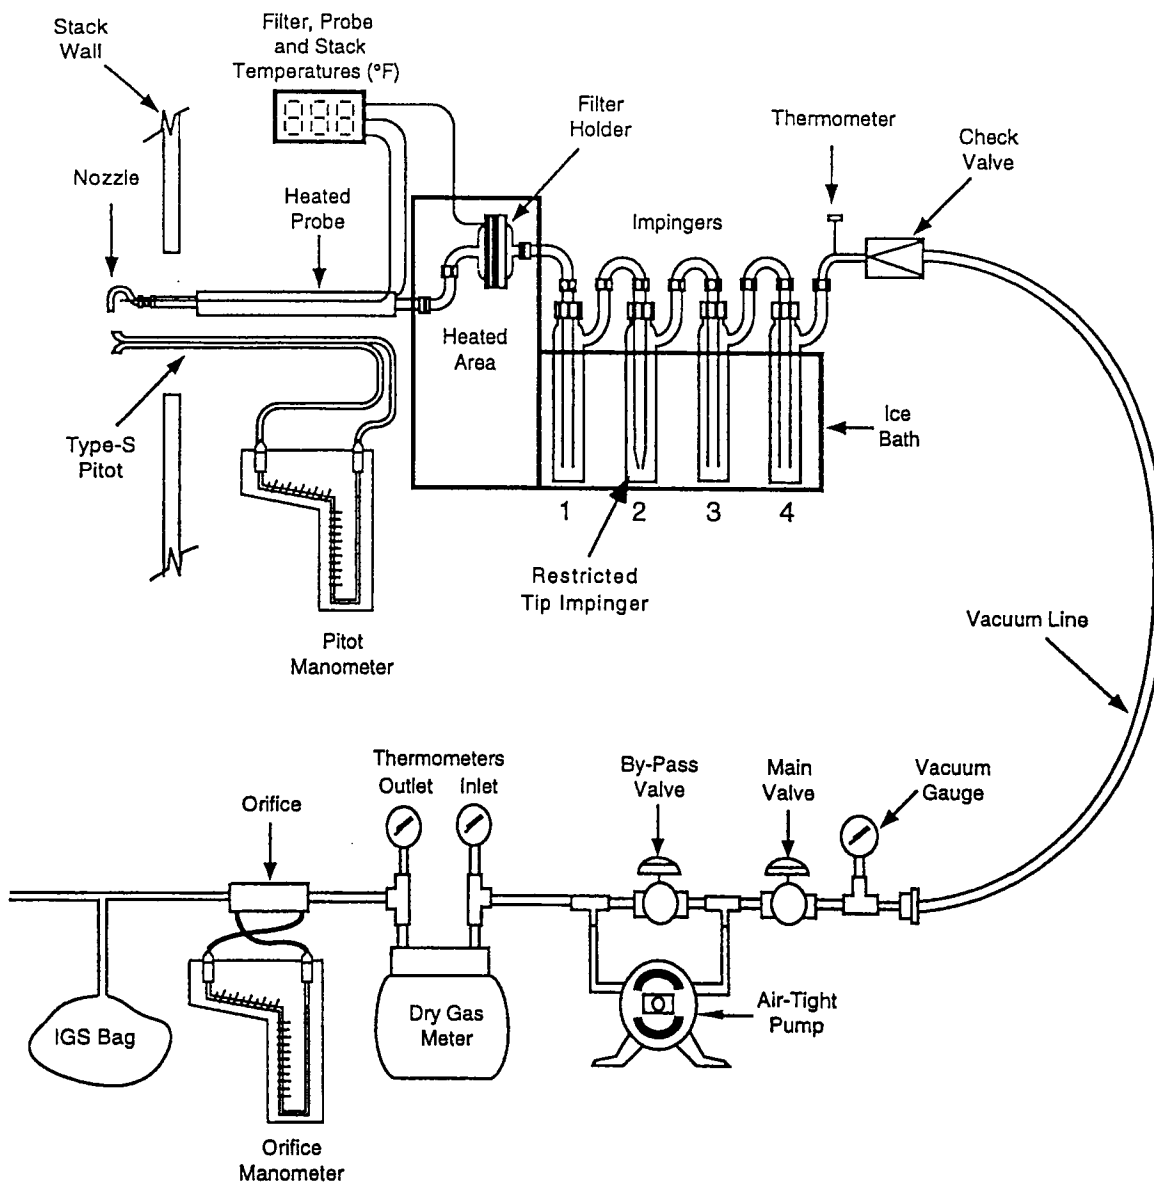 Stack
Wall
Filter, Probe
and Stack
Temperatures (°F)
Filter
Holder
Thermometer
Check
Valve
Nozzle
Heated
Probe
Impingers
Heated
Area
Ice
Bath
Type-S
Pitot
1 2 3 4
Restricted
Tip Impinger
Pitot
Manometer
Vacuum Line
Thermometers
Outlet Inlet
By-Pass
Valve
Main
Valve
Vacuum
Gauge
Orifice
IGS Bag
Dry Gas
Meter
Air-Tight
Pump
Orifice
Manometer